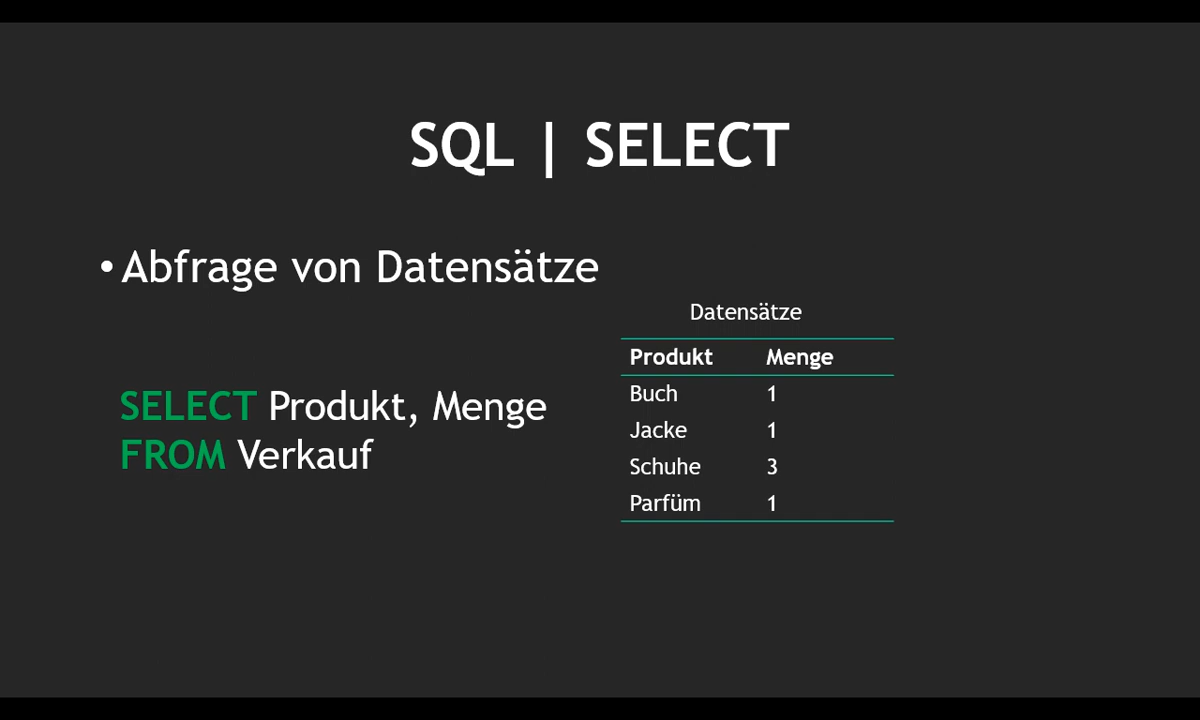 SQL | SELECT
• Abfrage von Datensätze
SELECT Produkt, Menge
FROM Verkauf
Datensätze
Produkt Menge
Buch 1
Jacke 1
Schuhe 3
Parfüm 1